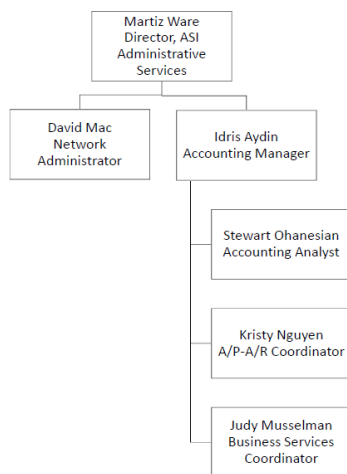 Martiz Ware
Director, ASI
Administrative
Services
David Mac
Network
Administrator
Idris Aydin
Accounting Manager
Stewart Ohanesian
Accounting Analyst
Kristy Nguyen
A/P-A/R Coordinator
Judy Musselman
Business Services
Coordinator